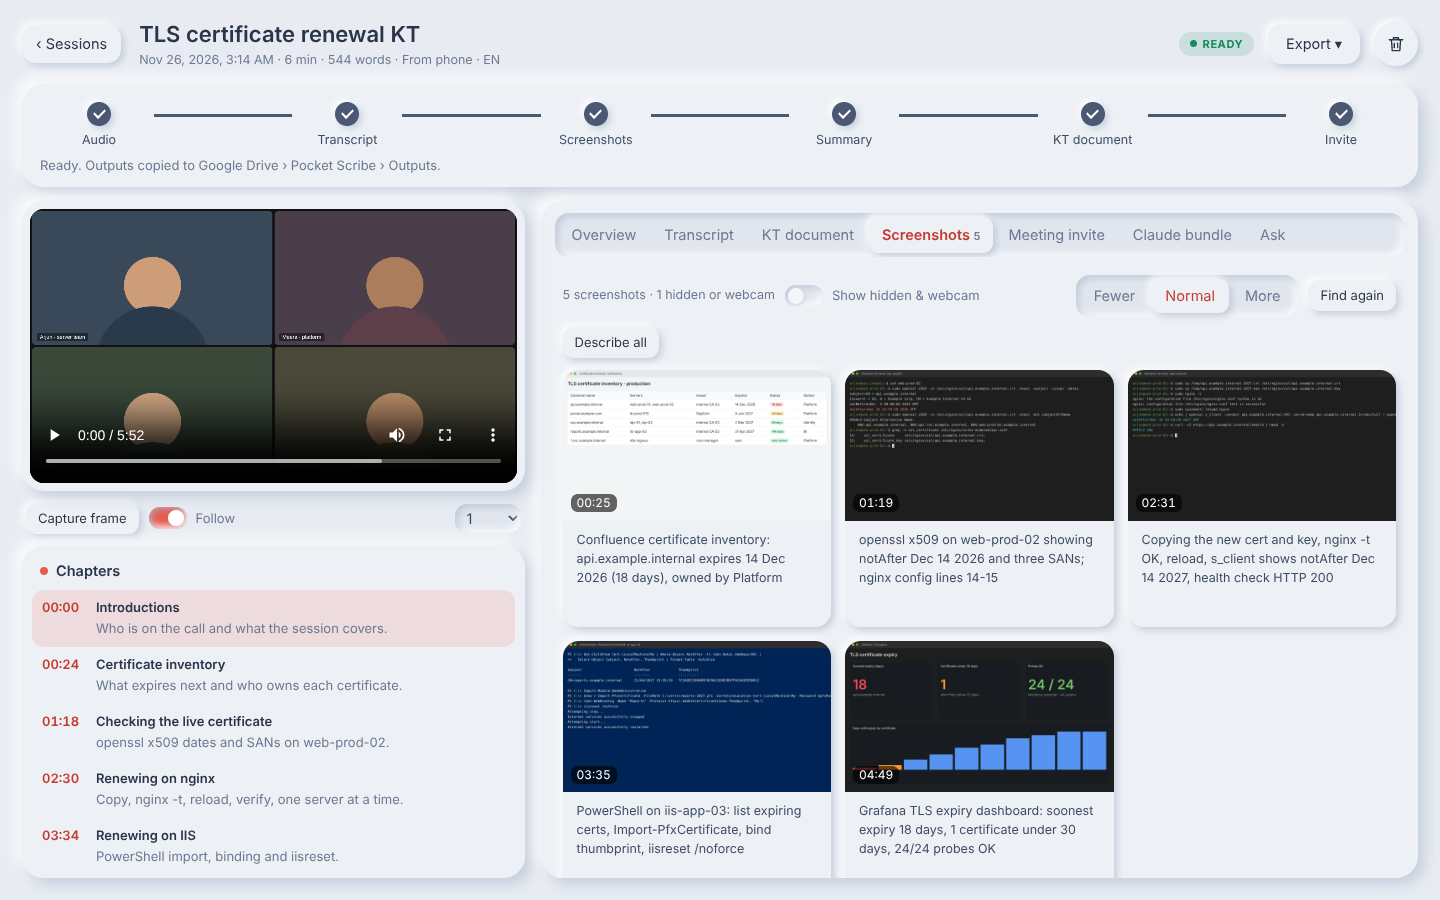 ‹ Sessions
TLS certificate renewal KT
Nov 26, 2026, 3:14 AM · 6 min · 544 words · From phone · EN
READY
Export ▾
Audio
Transcript
Screenshots
Summary
KT document
Invite
Ready. Outputs copied to Google Drive › Pocket Scribe › Outputs.
Arjun - server team
Meera - platform
0:00 / 5:52
Capture frame
Follow
1
Chapters
00:00 Introductions
Who is on the call and what the session covers.
00:24 Certificate inventory
What expires next and who owns each certificate.
01:18 Checking the live certificate
openssl x509 dates and SANs on web-prod-02.
02:30 Renewing on nginx
Copy, nginx -t, reload, verify, one server at a time.
03:34 Renewing on IIS
PowerShell import, binding and iisreset.
Overview
Transcript
KT document
Screenshots 5
Meeting invite
Claude bundle
Ask
5 screenshots · 1 hidden or webcam
Show hidden & webcam
Fewer
Normal
More
Find again
Describe all
TLS certificate inventory - production
00:25
Confluence certificate inventory:
api.example.internal expires 14 Dec
2026 (18 days), owned by Platform
01:19
openssl x509 on web-prod-02 showing
notAfter Dec 14 2026 and three SANs;
nginx config lines 14-15
02:31
Copying the new cert and key, nginx -t
OK, reload, s_client shows notAfter Dec
14 2027, health check HTTP 200
03:35
PowerShell on iis-app-03: list expiring
certs, Import-PfxCertificate, bind
thumbprint, iisreset /noforce
TLS certificate expiry
18
1
24 / 24
04:49
Grafana TLS expiry dashboard: soonest
expiry 18 days, 1 certificate under 30
days, 24/24 probes OK